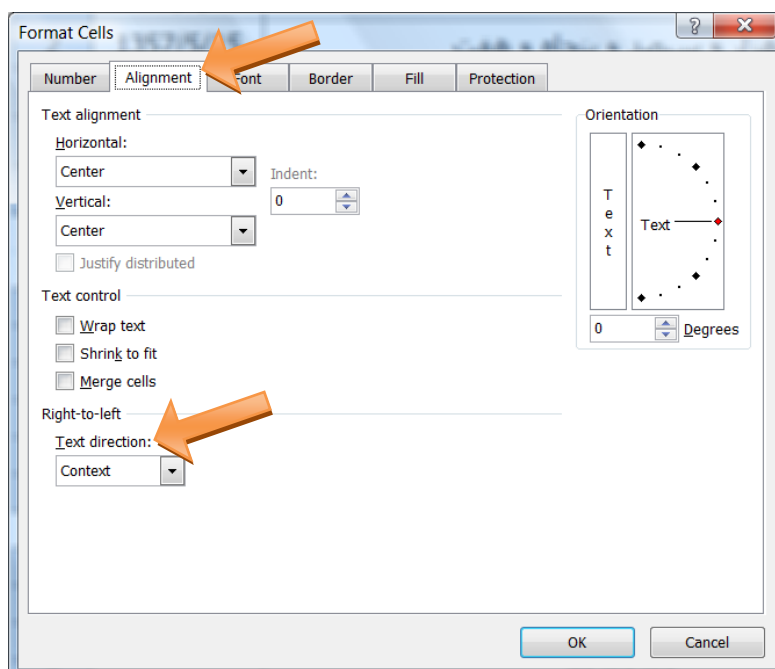 Format Cells
?
Number Alignment Font Border Fill Protection
Text alignment
Horizontal:
Center
Indent:
0
Vertical:
Center
Justify distributed
Text control
Wrap text
Shrink to fit
Merge cells
Right-to-left
Text direction:
Context
Orientation
Text
Text
0 Degrees
OK Cancel